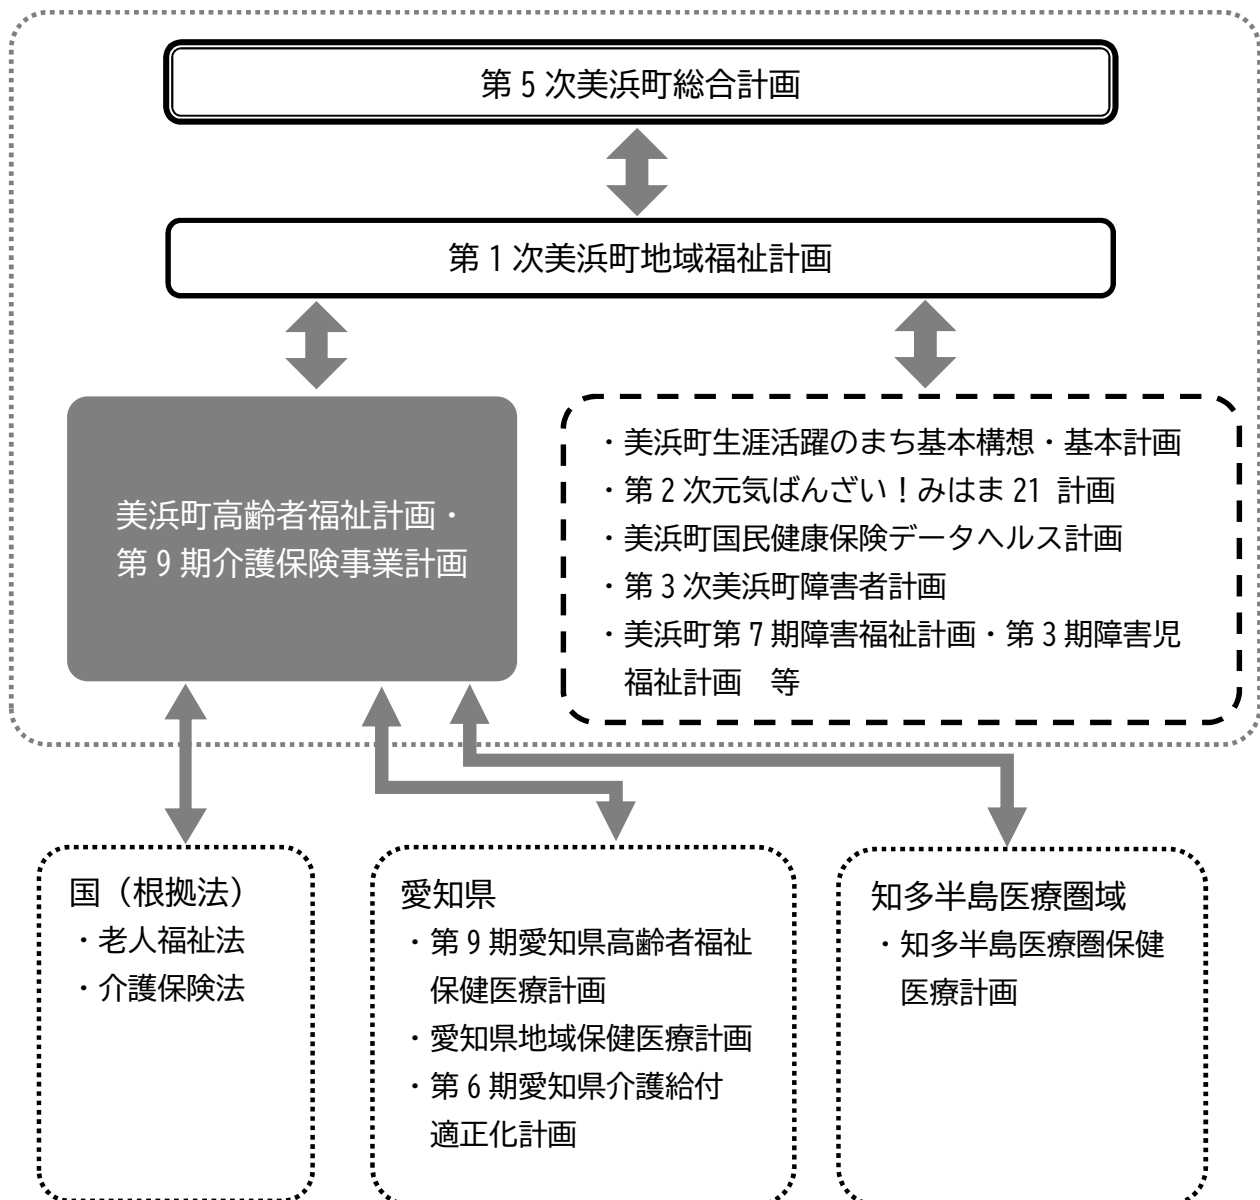 第5次美浜町総合計画
第1次美浜町地域福祉計画
美浜町高齢者福祉計画・
第9期介護保険事業計画
・美浜町生涯活躍のまち基本構想・基本計画
・第2次元気ばんざい！みはま21 計画
・美浜町国民健康保険データヘルス計画
・第3次美浜町障害者計画
・美浜町第7期障害福祉計画・第3期障害児
福祉計画　等
国（根拠法）
・老人福祉法
・介護保険法
愛知県
・第9期愛知県高齢者福祉
保健医療計画
・愛知県地域保健医療計画
・第6期愛知県介護給付
適正化計画
知多半島医療圏域
・知多半島医療圏保健
医療計画